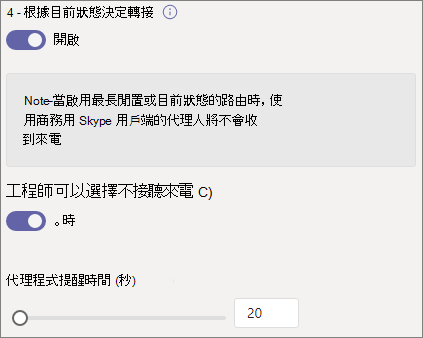 4 - 根據目前狀態決定轉接
開啟
Note-當啟用最長閒置或目前狀態的路由時, 使
用商務用 Skype 用戶端的代理人將不會收
到來電
工程師可以選擇不接聽來電 C)
。時
代理程式提醒時間 (秒)
20